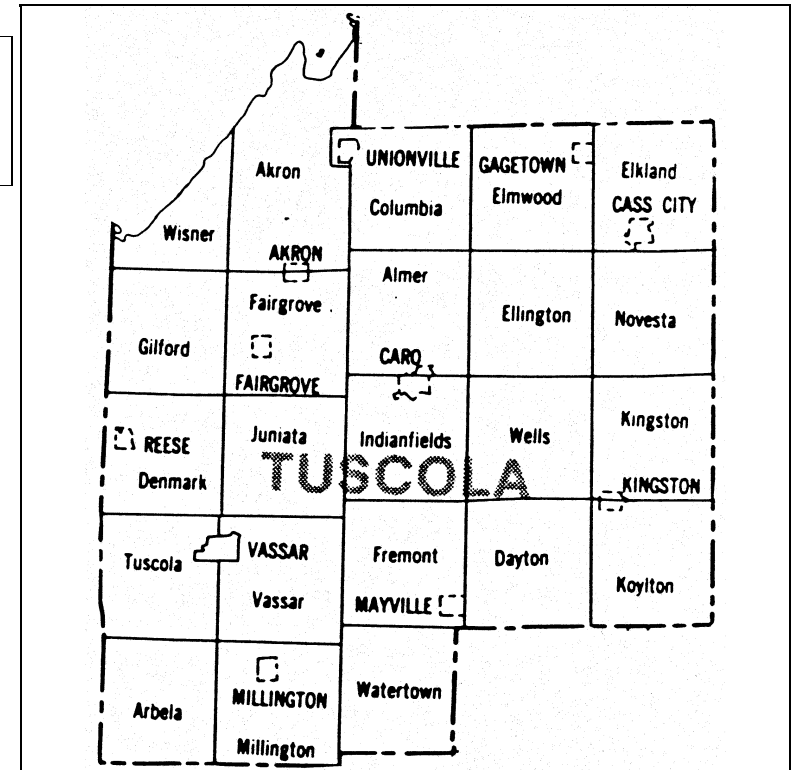 Akron
UNIONVILLE
GAGETOWN
Elkland
Elmwood
CASS CITY
Columbia
Wisner
AKRON
Almer
Fairgrove
Ellington
Novesta
Gilford
CARO
FAIRGROVE
Kingston
Juniata
Indianfields
Wells
REESE
TUSCOLA
Denmark
KINGSTON
VASSAR
Fremont
Dayton
Tuscola
Koylton
Vassar
MAYVILLE
Watertown
MILLINGTON
Arbela
Millington